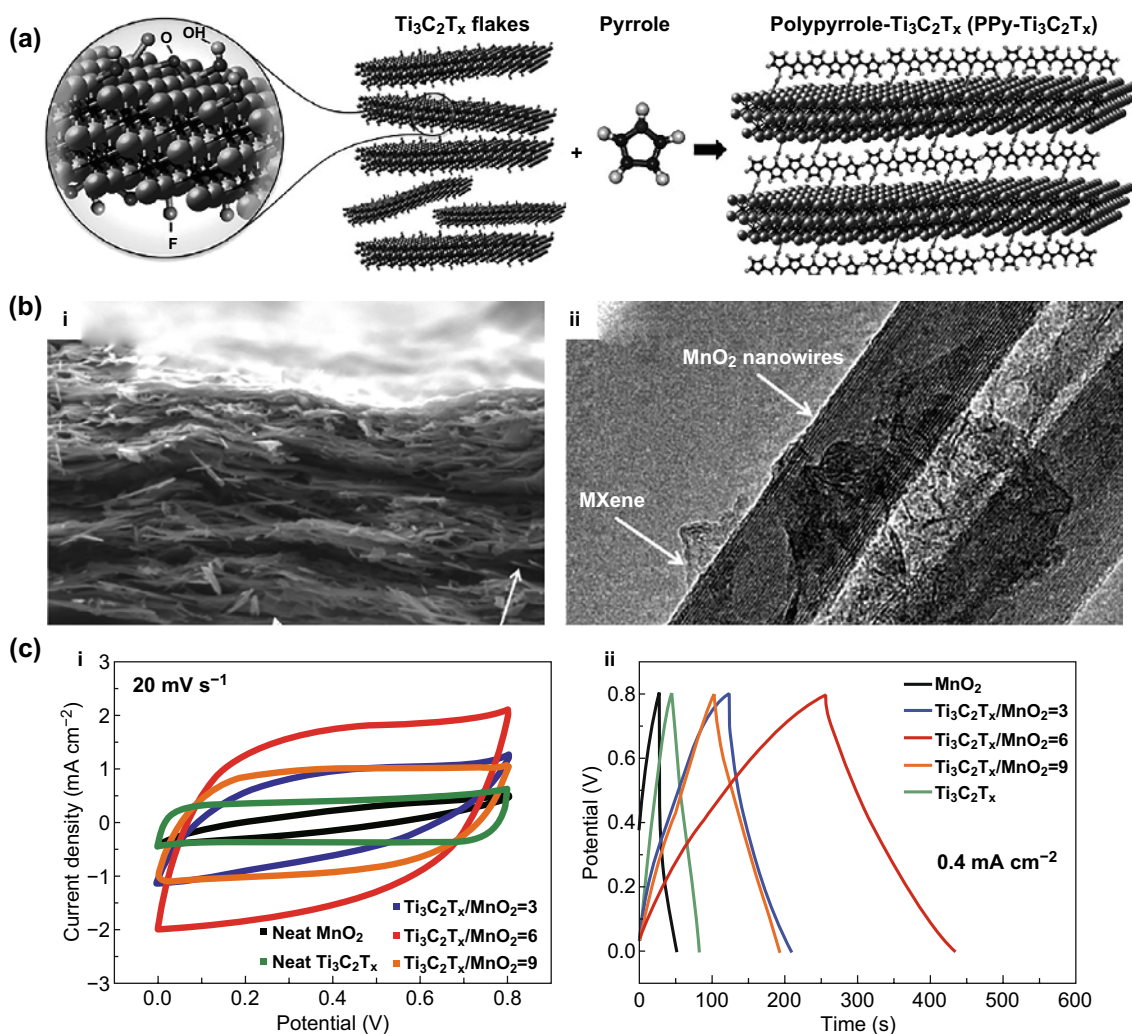 (a)
Ti₃C₂Tₓ flakes
Pyrrole
Polypyrrole-Ti₃C₂Tₓ (PPy-Ti₃C₂Tₓ)
O
OH
F
+
(b)
i
ii
MnO₂ nanowires
MXene
(c)
i
20 mV s⁻¹
Current density (mA cm⁻²)
3
2
1
0
−1
−2
−3
Neat MnO₂
Neat Ti₃C₂Tₓ
Ti₃C₂Tₓ/MnO₂=3
Ti₃C₂Tₓ/MnO₂=6
Ti₃C₂Tₓ/MnO₂=9
0.0 0.2 0.4 0.6 0.8
Potential (V)
ii
Potential (V)
0.8
0.6
0.4
0.2
0.0
MnO₂
Ti₃C₂Tₓ/MnO₂=3
Ti₃C₂Tₓ/MnO₂=6
Ti₃C₂Tₓ/MnO₂=9
Ti₃C₂Tₓ
0.4 mA cm⁻²
0 100 200 300 400 500 600
Time (s)